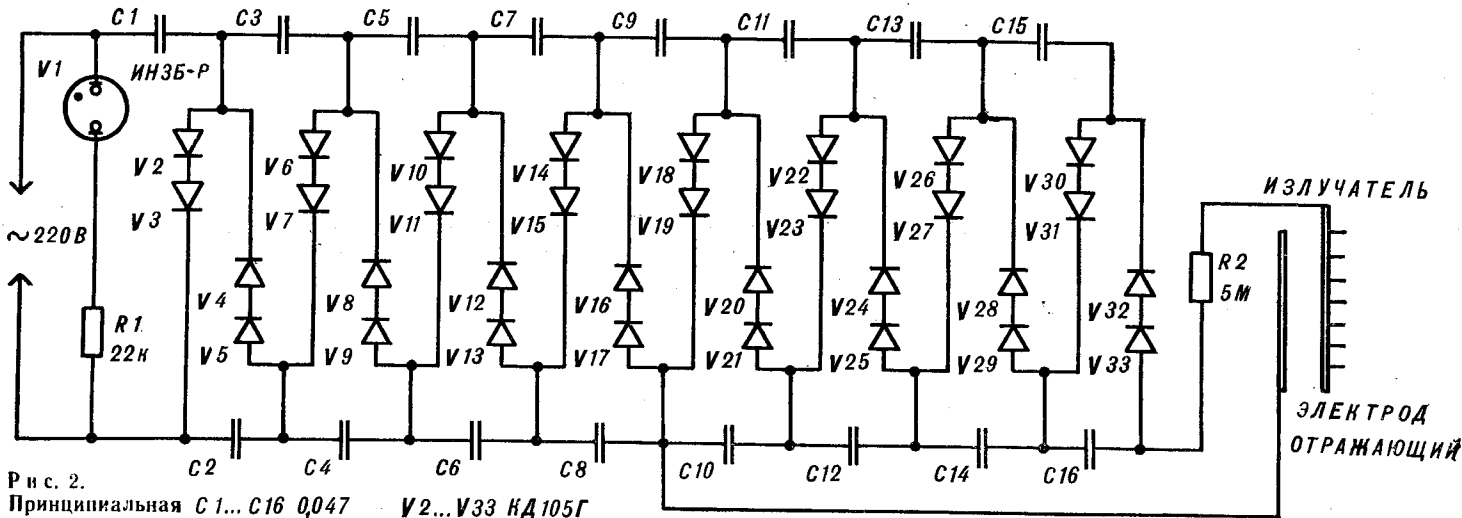 C1 C3 C5 C7 C9 C11 C13 C15
V1 ИН3Б-Р
V2 V6 V10 V14 V18 V22 V26 V30
V3 V7 V11 V15 V19 V23 V27 V31
ИЗЛУЧАТЕЛЬ
~220В
R2
5М
V4 V8 V12 V16 V20 V24 V28 V32
R1
22к
V5 V9 V13 V17 V21 V25 V29 V33
ЭЛЕКТРОД
ОТРАЖАЮЩИЙ
C2 C4 C6 C8 C10 C12 C14 C16
Рис. 2.
Принципиальная C1...C16 0,047 V2...V33 КД105Г